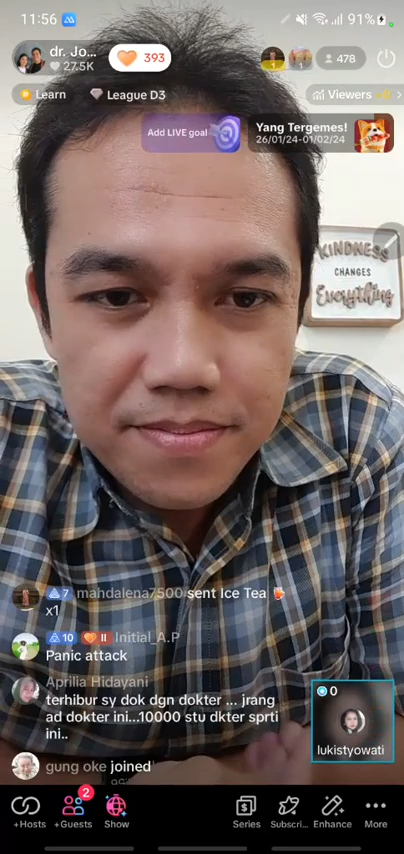 11:56
91%
dr. Jo...
27.5K
393
1
1
478
Learn
League D3
Viewers
Add LIVE goal
Yang Tergemes!
26/01/24-01/02/24
KINDNESS
CHANGES
Everything
7 mahdalena7500 sent Ice Tea
x1
10 II Initial_A.P
Panic attack
Aprilia Hidayani
terhibur sy dok dgn dokter ... jrang
ad dokter ini...10000 stu dkter sprti
ini..
0
lukistyowati
gung oke joined
2
+Hosts
+Guests
Show
Series
Subscri...
Enhance
More